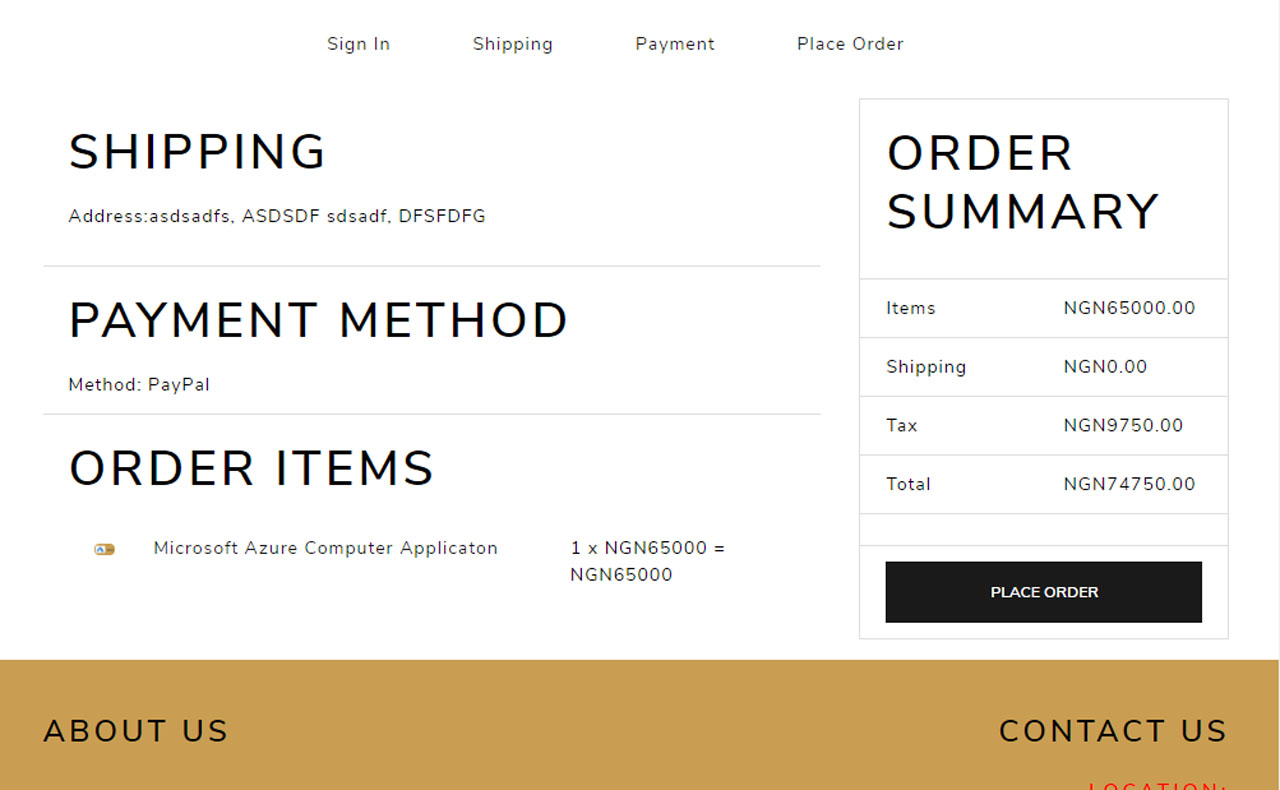 Sign In Shipping Payment Place Order
SHIPPING
Address:asdsadfs, ASDSDF sdsadf, DFSFDFG
PAYMENT METHOD
Method: PayPal
ORDER ITEMS
Microsoft Azure Computer Applicaton 1 x NGN65000 =
NGN65000
ORDER
SUMMARY
Items NGN65000.00
Shipping NGN0.00
Tax NGN9750.00
Total NGN74750.00
PLACE ORDER
ABOUT US
CONTACT US
LOCATION: